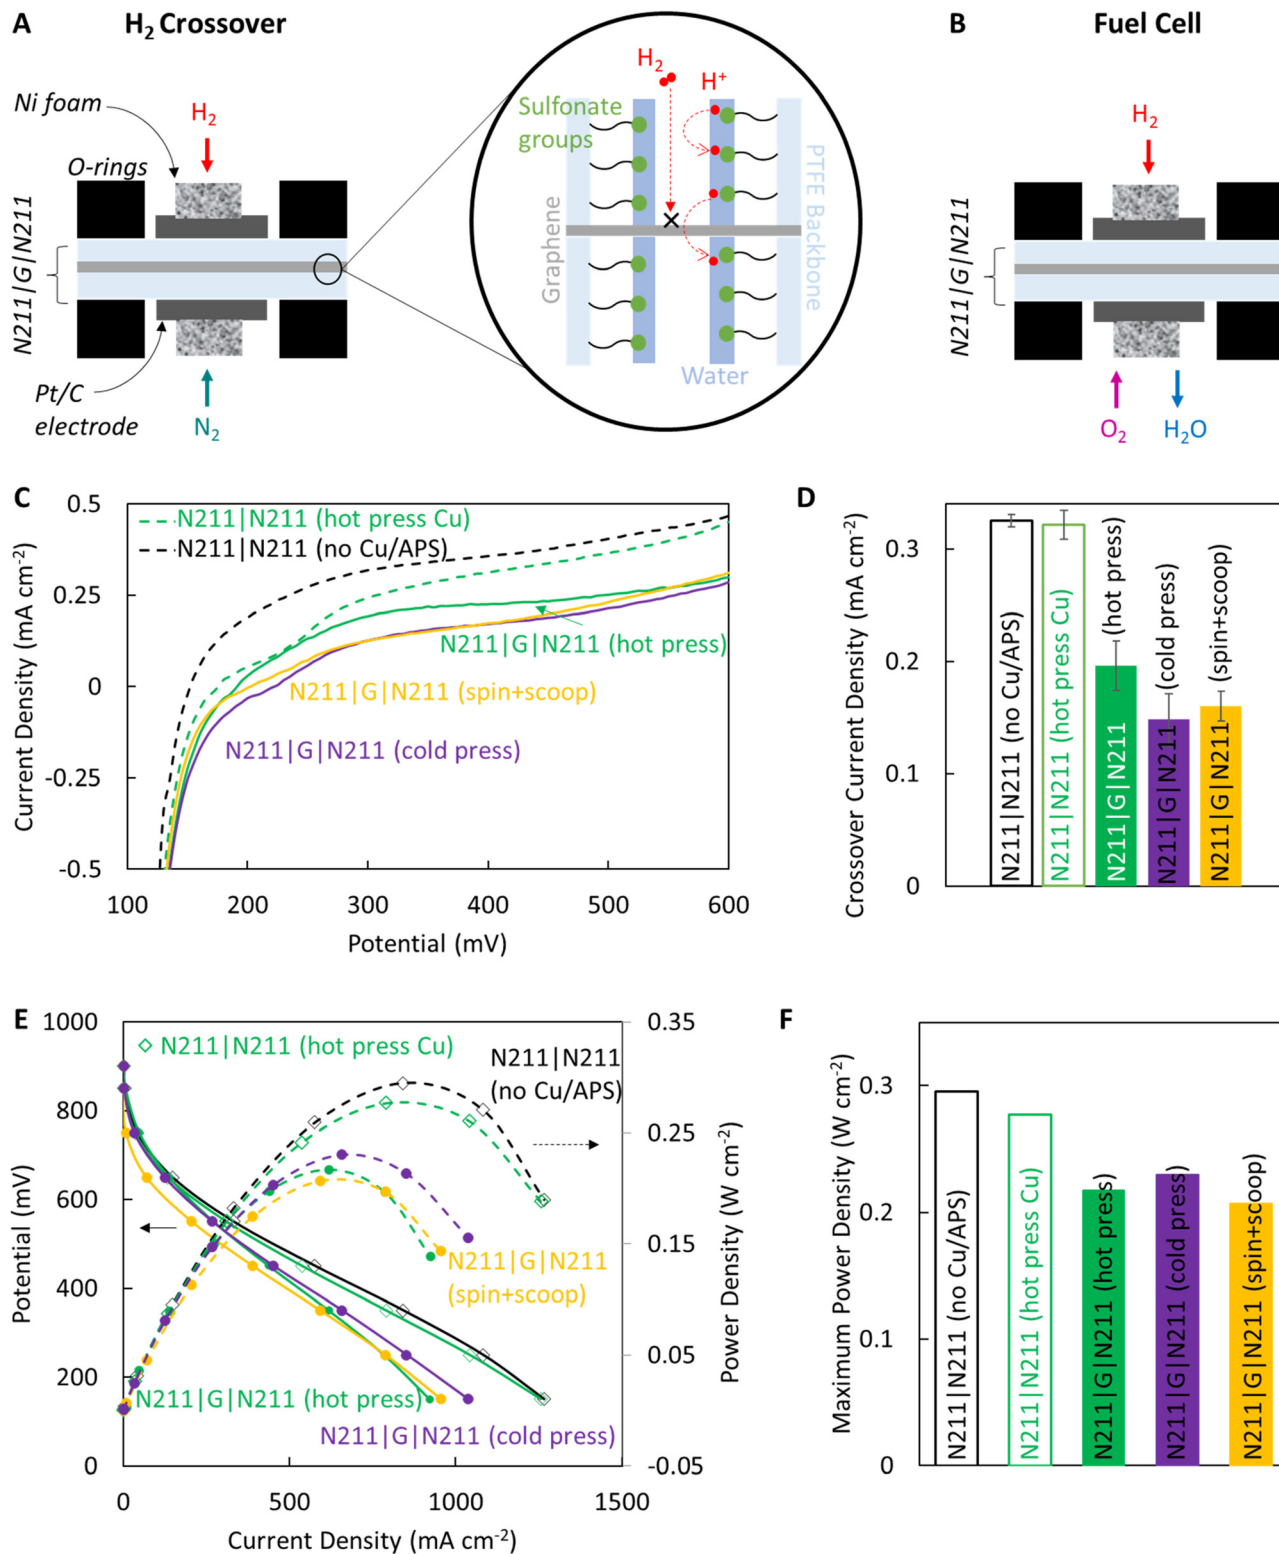 A
H₂ Crossover
Ni foam
H₂
O-rings
N211|G|N211
Pt/C
electrode
N₂
H₂
H⁺
Sulfonate
groups
Graphene
PTFE Backbone
Water
B
Fuel Cell
H₂
N211|G|N211
O₂
H₂O
C
Current Density (mA cm⁻²)
0.5
0.25
0
-0.25
-0.5
N211|N211 (hot press Cu)
N211|N211 (no Cu/APS)
N211|G|N211 (hot press)
N211|G|N211 (spin+scoop)
N211|G|N211 (cold press)
100 200 300 400 500 600
Potential (mV)
D
Crossover Current Density (mA cm⁻²)
0.3
0.2
0.1
0
N211|N211 (no Cu/APS)
N211|N211 (hot press Cu)
N211|G|N211 (hot press)
N211|G|N211 (cold press)
N211|G|N211 (spin+scoop)
E
Potential (mV)
1000
800
600
400
200
0
N211|N211 (hot press Cu)
N211|N211
(no Cu/APS)
N211|G|N211
(spin+scoop)
N211|G|N211 (hot press)
N211|G|N211 (cold press)
0.35
0.25
0.15
0.05
-0.05
Power Density (W cm⁻²)
0 500 1000 1500
Current Density (mA cm⁻²)
F
Maximum Power Density (W cm⁻²)
0.3
0.2
0.1
0
N211|N211 (no Cu/APS)
N211|N211 (hot press Cu)
N211|G|N211 (hot press)
N211|G|N211 (cold press)
N211|G|N211 (spin+scoop)